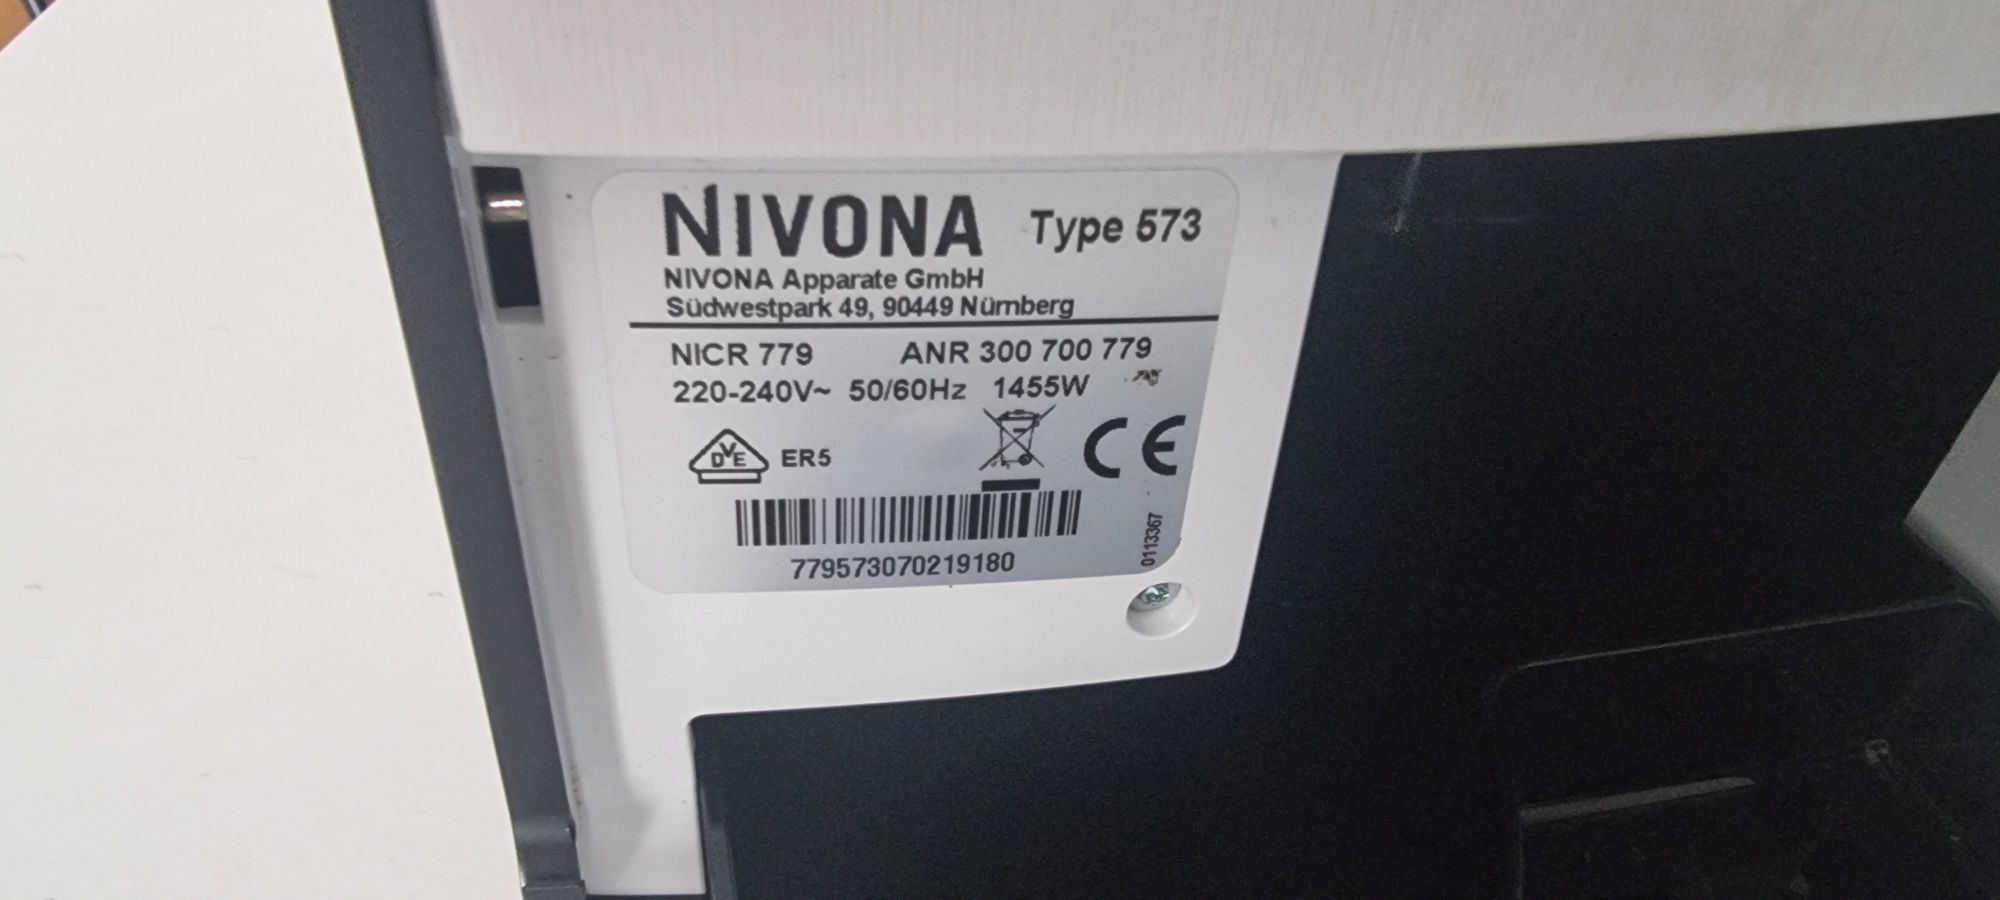 NIVONA Type 573
NIVONA Apparate GmbH
Südwestpark 49, 90449 Nürnberg
NICR 779 ANR 300 700 779
220-240V~ 50/60Hz 1455W
DVE ER5
CE
779573070219180
0113367